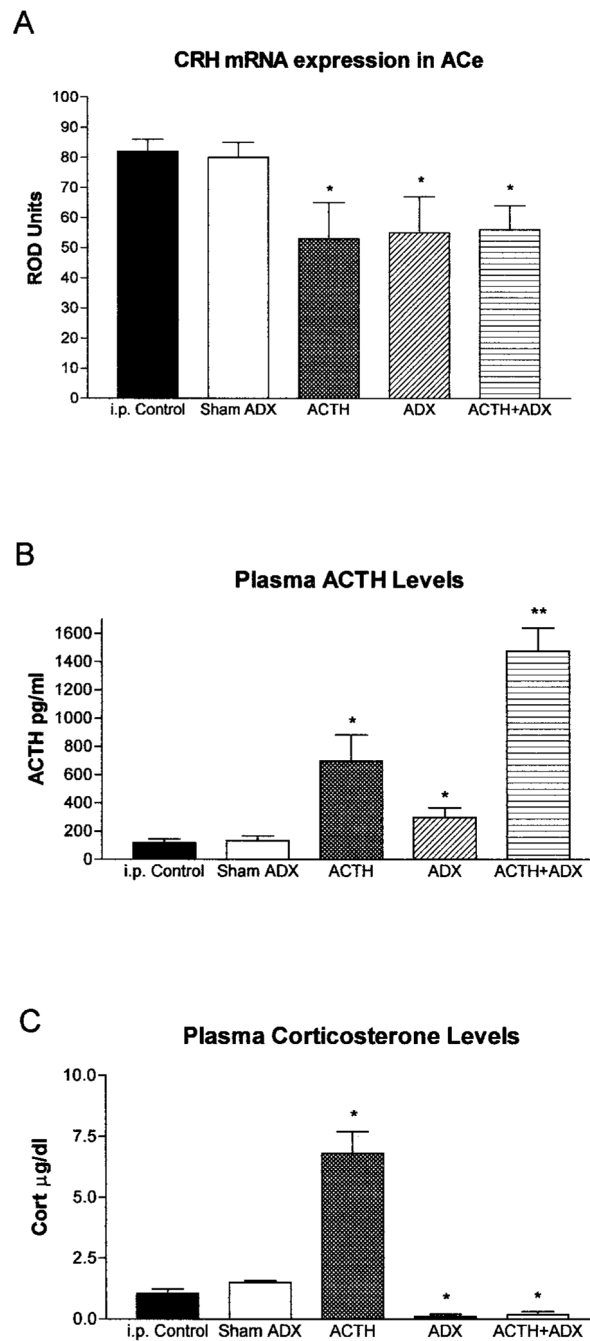 A
CRH mRNA expression in ACe
100
90
80
70
60
50
40
30
20
10
0
ROD Units
*
*
*
i.p. Control Sham ADX ACTH ADX ACTH+ADX
B
Plasma ACTH Levels
1600
1400
1200
1000
800
600
400
200
0
ACTH pg/ml
*
*
**
i.p. Control Sham ADX ACTH ADX ACTH+ADX
C
Plasma Corticosterone Levels
10.0
7.5
5.0
2.5
0.0
Cort μg/dl
*
*
*
i.p. Control Sham ADX ACTH ADX ACTH+ADX